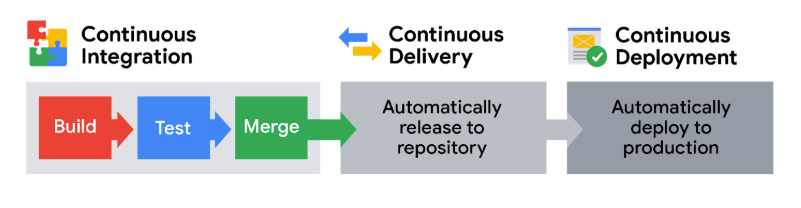 Continuous
Integration
Continuous
Delivery
Continuous
Deployment
Build
Test
Merge
Automatically
release to
repository
Automatically
deploy to
production